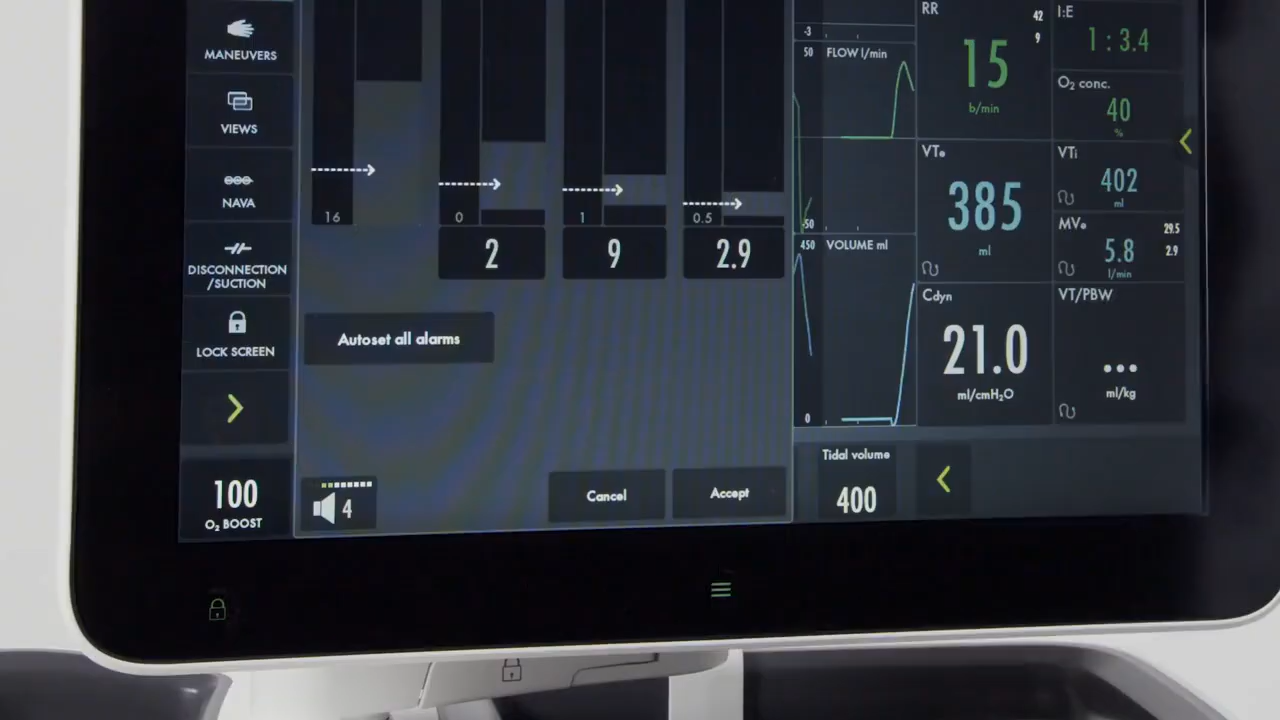 MANEUVERS
VIEWS
NAVA
DISCONNECTION
/SUCTION
LOCK SCREEN
100
O₂ BOOST
16
0
1
0.5
2
9
2.9
Autoset all alarms
4
Cancel
Accept
-3
50
FLOW l/min
-50
450
VOLUME ml
0
RR
42
9
15
b/min
I:E
1 : 3.4
O₂ conc.
40
%
VTe
385
ml
VTi
402
ml
MVe
29.5
2.9
5.8
l/min
Cdyn
21.0
ml/cmH₂O
VT/PBW
...
ml/kg
Tidal volume
400